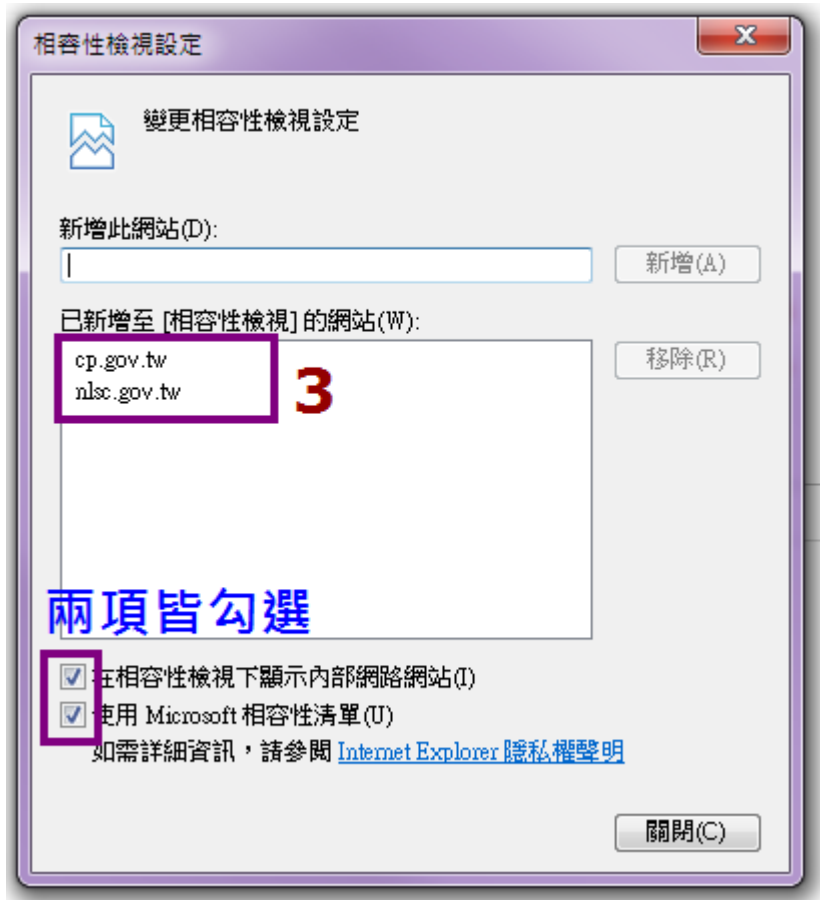 相容性檢視設定
變更相容性檢視設定
新增此網站(D):
新增(A)
已新增至 [相容性檢視] 的網站(W):
cp.gov.tw
nlsc.gov.tw
3
移除(R)
兩項皆勾選
在相容性檢視下顯示內部網路網站(I)
使用 Microsoft 相容性清單(U)
如需詳細資訊，請參閱 Internet Explorer 隱私權聲明
關閉(C)